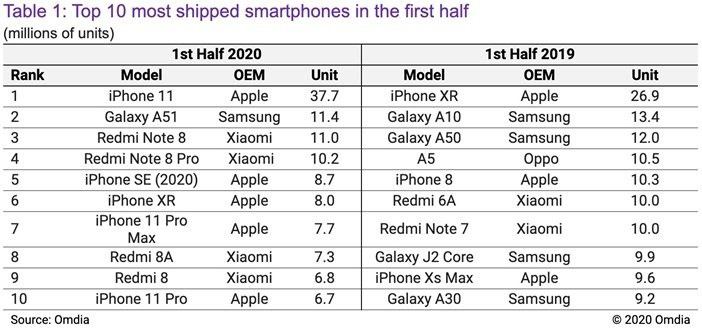 Table 1: Top 10 most shipped smartphones in the first half
(millions of units)
1st Half 2020 1st Half 2019
Rank Model OEM Unit Model OEM Unit
1 iPhone 11 Apple 37.7 iPhone XR Apple 26.9
2 Galaxy A51 Samsung 11.4 Galaxy A10 Samsung 13.4
3 Redmi Note 8 Xiaomi 11.0 Galaxy A50 Samsung 12.0
4 Redmi Note 8 Pro Xiaomi 10.2 A5 Oppo 10.5
5 iPhone SE (2020) Apple 8.7 iPhone 8 Apple 10.3
6 iPhone XR Apple 8.0 Redmi 6A Xiaomi 10.0
7 iPhone 11 Pro Max Apple 7.7 Redmi Note 7 Xiaomi 10.0
8 Redmi 8A Xiaomi 7.3 Galaxy J2 Core Samsung 9.9
9 Redmi 8 Xiaomi 6.8 iPhone Xs Max Apple 9.6
10 iPhone 11 Pro Apple 6.7 Galaxy A30 Samsung 9.2
Source: Omdia © 2020 Omdia